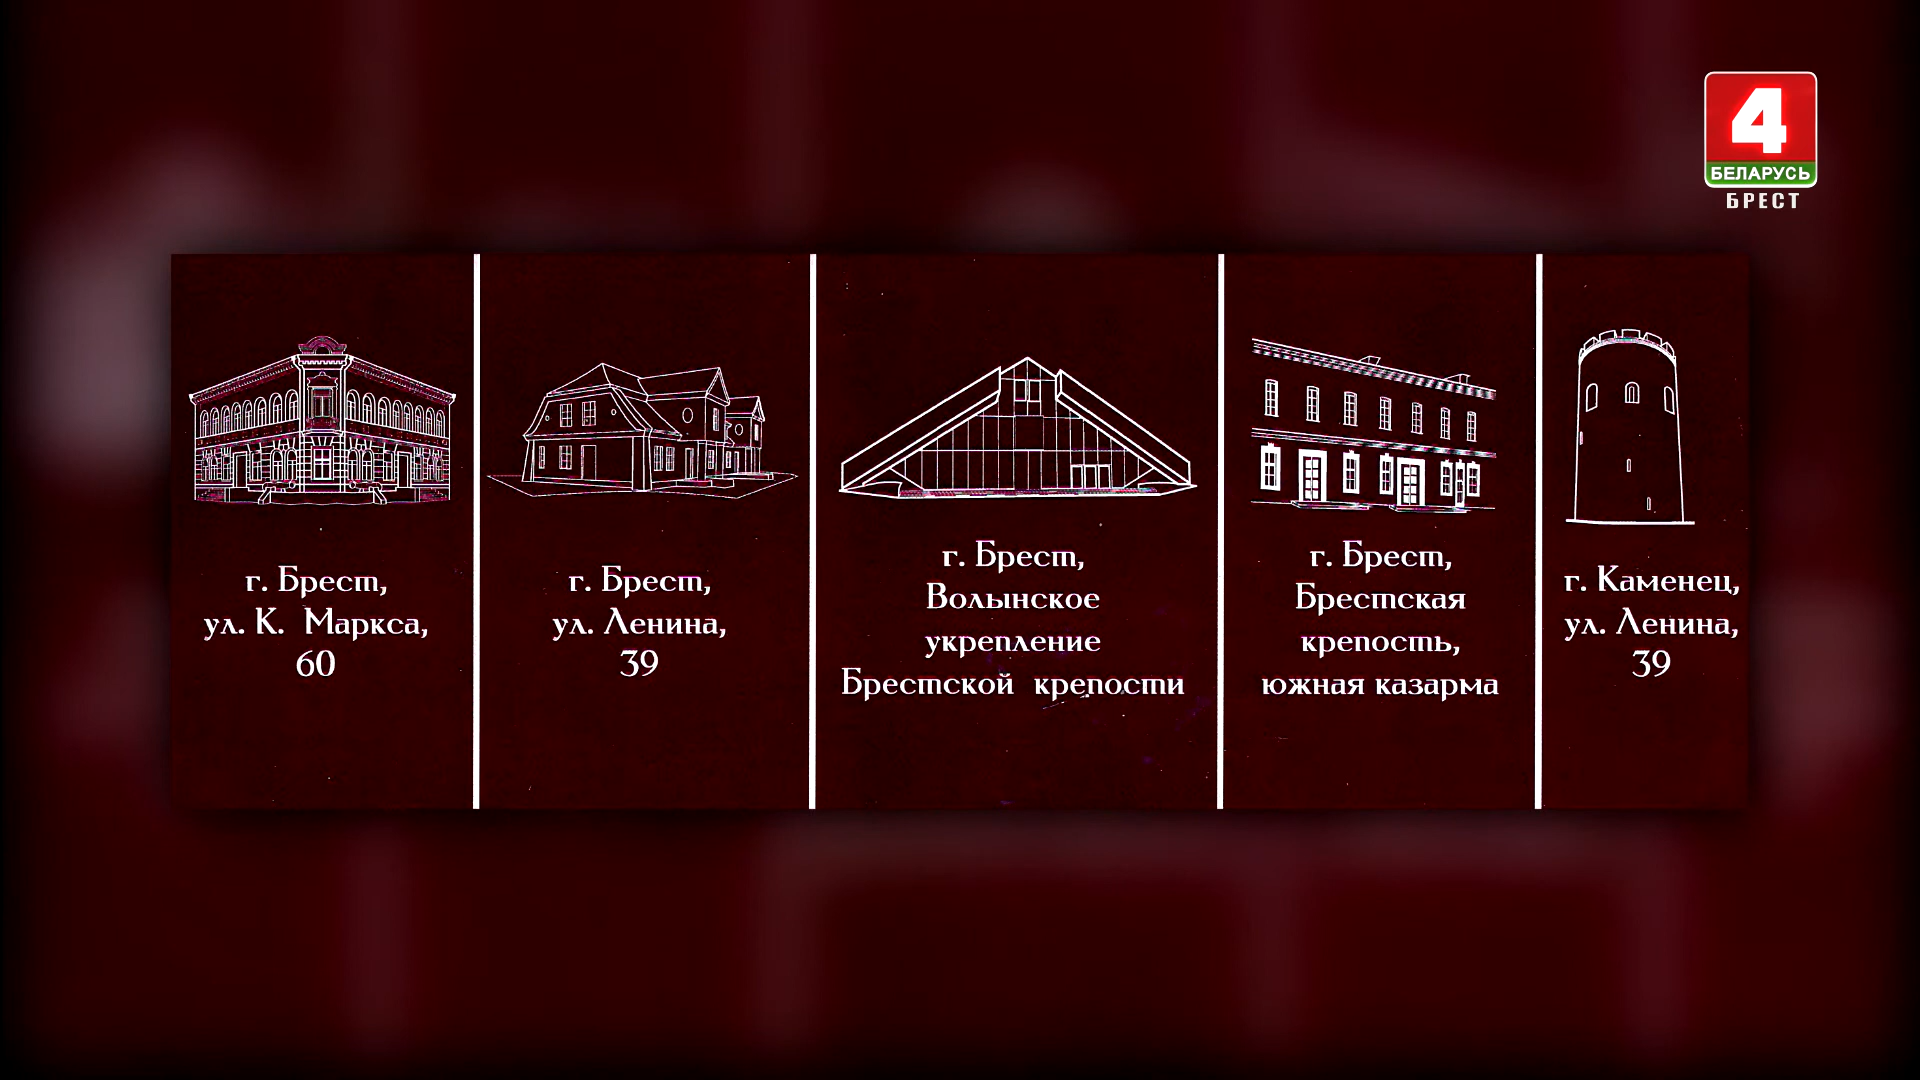 4
БЕЛАРУСЬ
БРЕСТ
г. Брест,
ул. К. Маркса,
60
г. Брест,
ул. Ленина,
39
г. Брест,
Волынское
укрепление
Брестской крепости
г. Брест,
Брестская
крепость,
южная казарма
г. Каменец,
ул. Ленина,
39